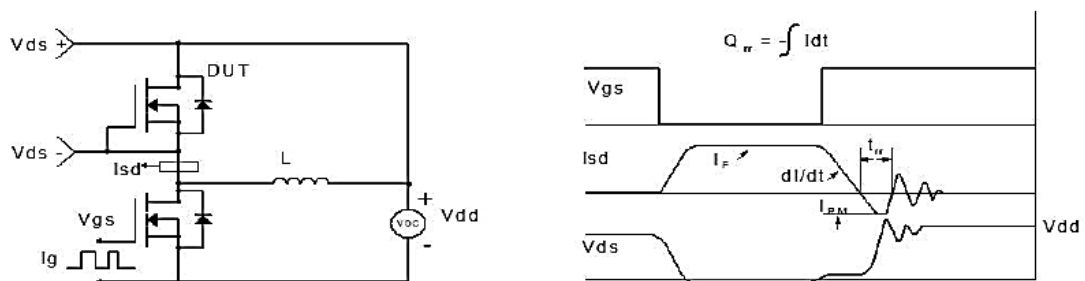 Vds +
DUT
Vds -
Isd
L
Vgs
Ig
+
VDC
-
Vdd
Q rr = - ∫ Idt
Vgs
Isd
I F
dI/dt
t rr
I RM
Vdd
Vds